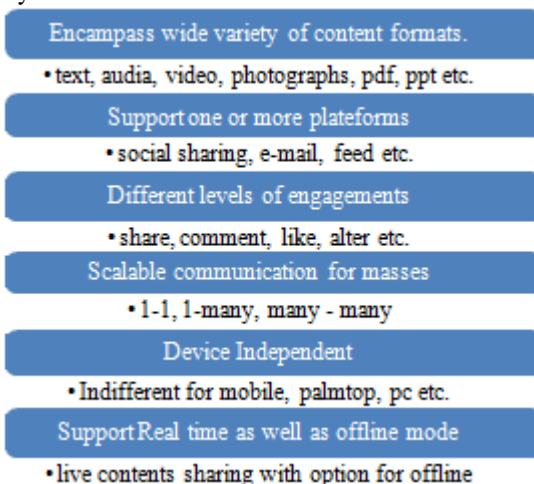 Encampass wide variety of content formats.
• text, audia, video, photographs, pdf, ppt etc.
Support one or more plateforms
• social sharing, e-mail, feed etc.
Different levels of engagements
• share, comment, like, alter etc.
Scalable communication for masses
• 1-1, 1-many, many - many
Device Independent
• Indifferent for mobile, palmtop, pc etc.
Support Real time as well as offline mode
• live contents sharing with option for offline